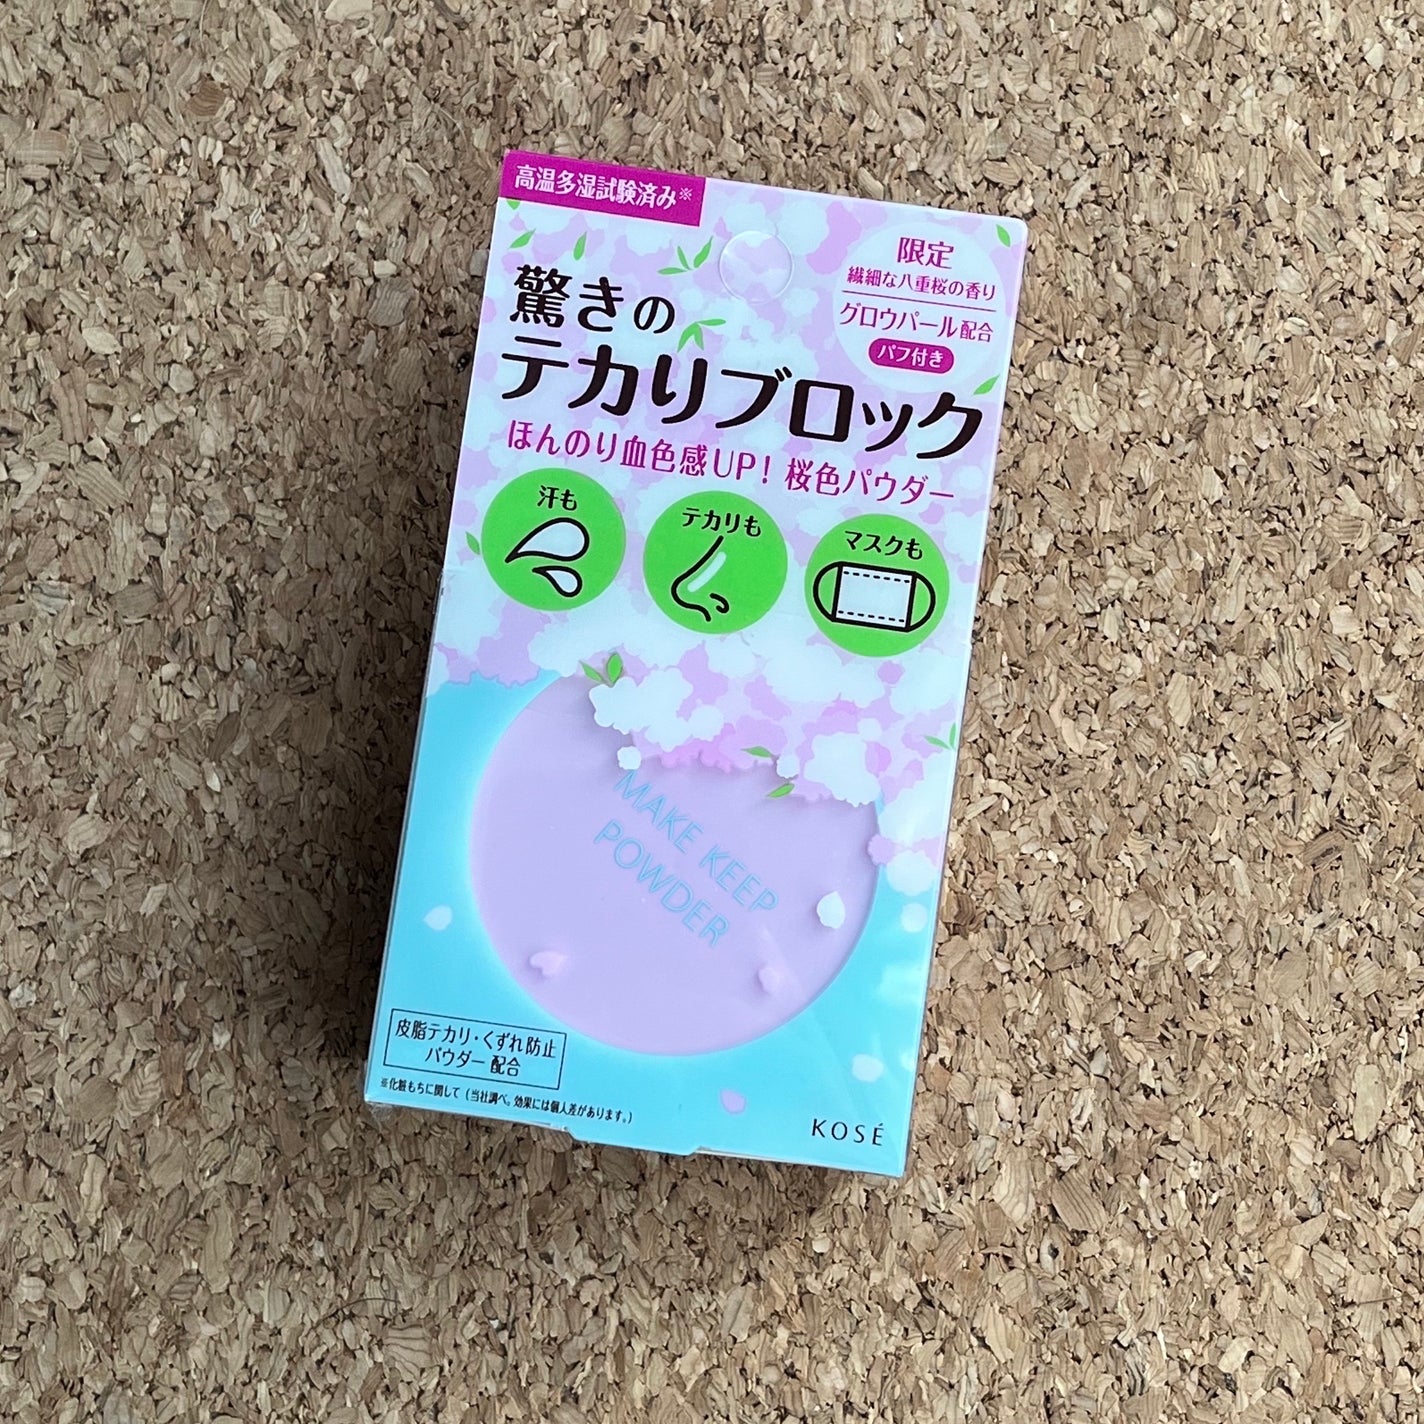 高温多湿試験済み※
限定
繊細な八重桜の香り
グロウパール配合
パフ付き
驚きの
テカリブロック
ほんのり血色感UP! 桜色パウダー
汗も
テカリも
マスクも
MAKE KEEP
POWDER
皮脂テカリ・くずれ防止
パウダー配合
※化粧もちに関して(当社調べ。効果には個人差があります。)
KOSÉ